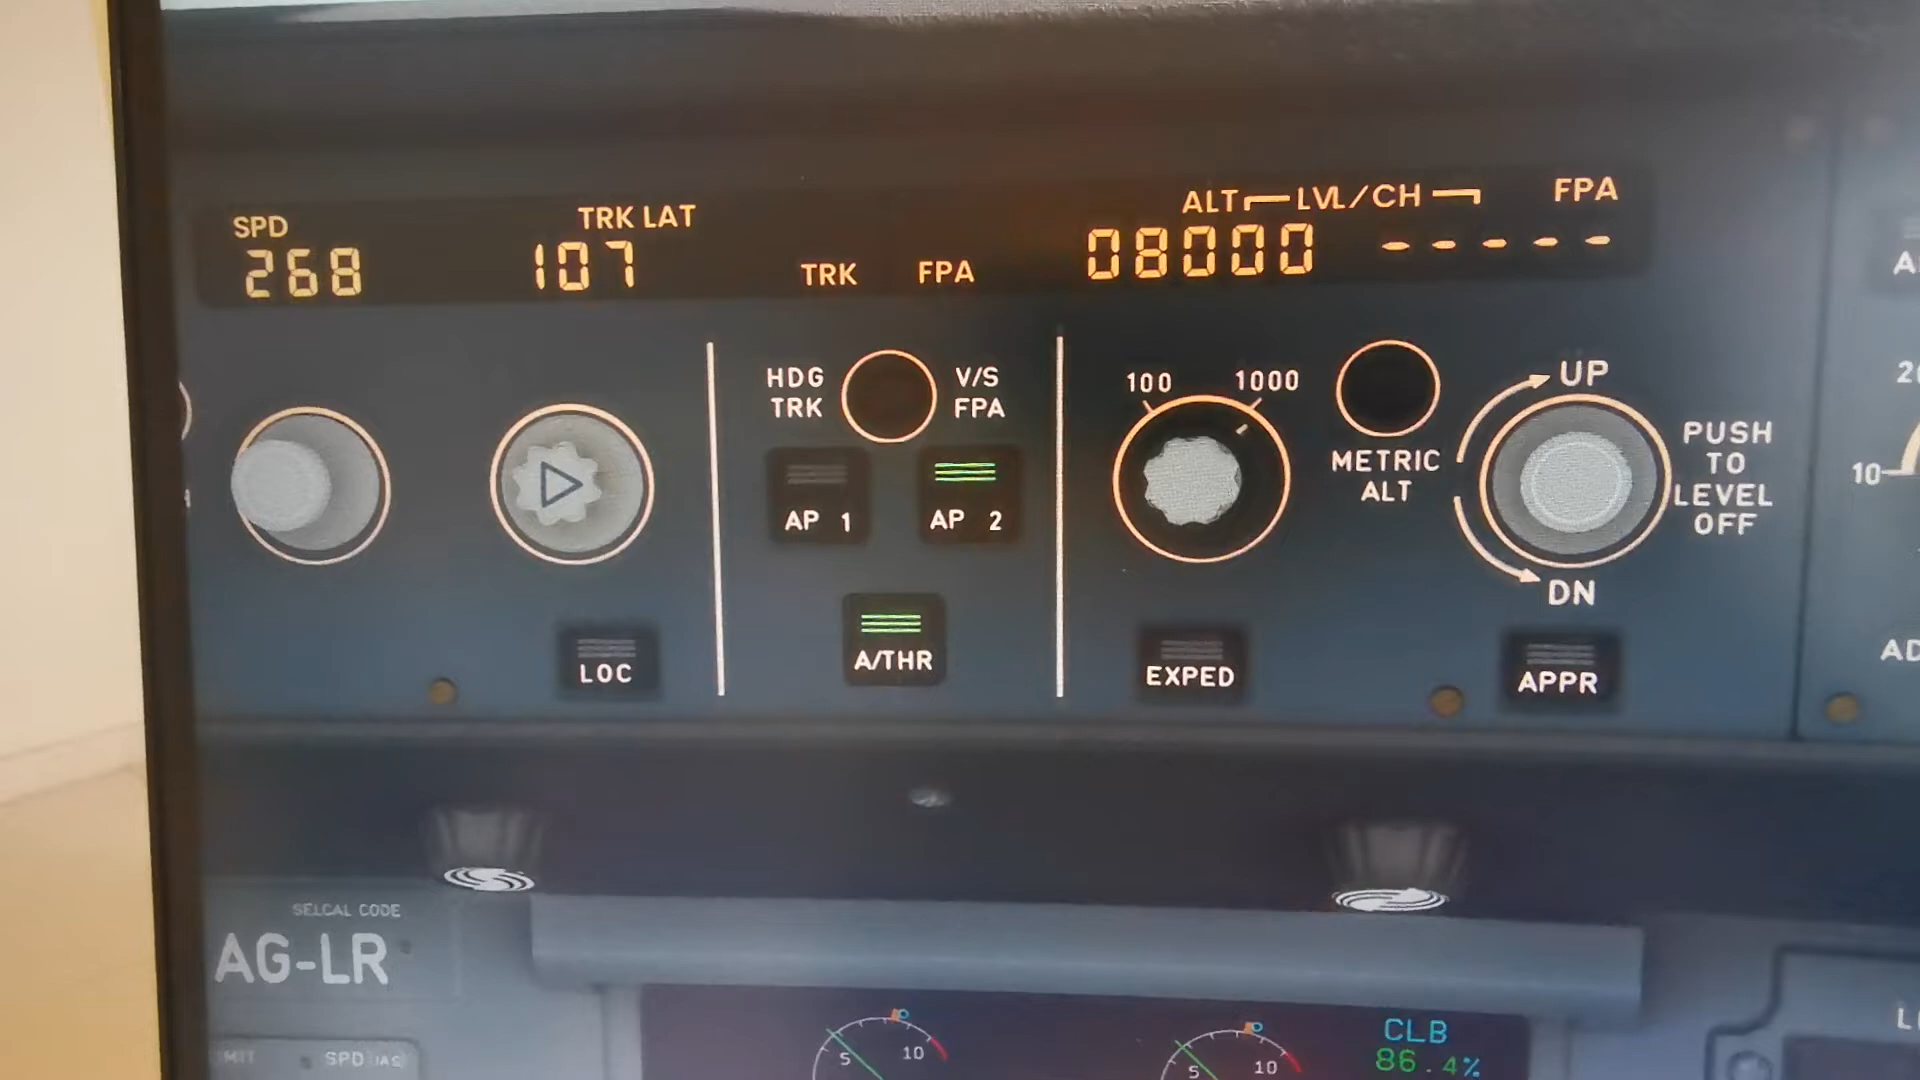 SPD TRK LAT ALT LVL/CH FPA
268 107 TRK FPA 08000 -----
HDG V/S
TRK FPA
100 1000
UP
PUSH
TO
LEVEL
OFF
METRIC
ALT
10
AP 1 AP 2
DN
A/THR
LOC EXPED APPR
SELCAL CODE
AG-LR
SPD IAS
5 10 5 10
CLB
86.4%